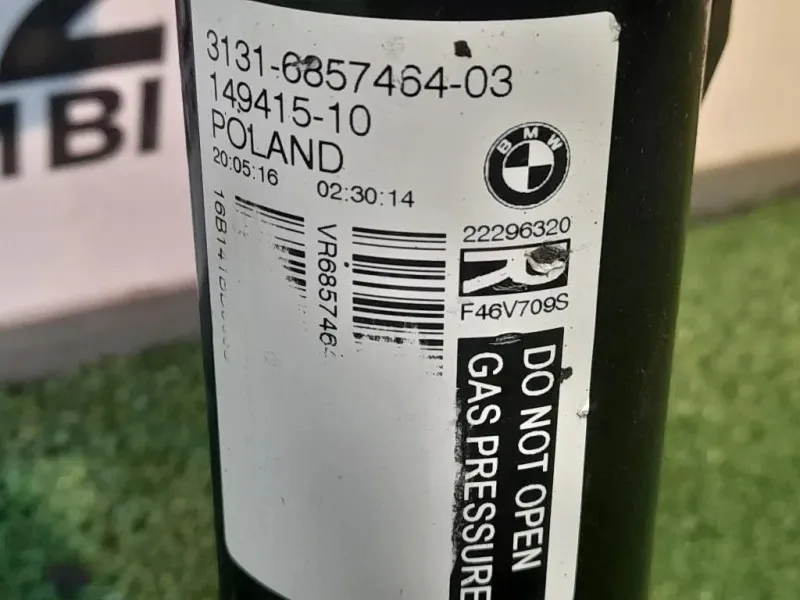 3131-6857464-03
149415-10
POLAND
20:05:16 02:30:14
BMW
22296320
R
F46V709S
VR685746
DO NOT OPEN
GAS PRESSURE
MBI